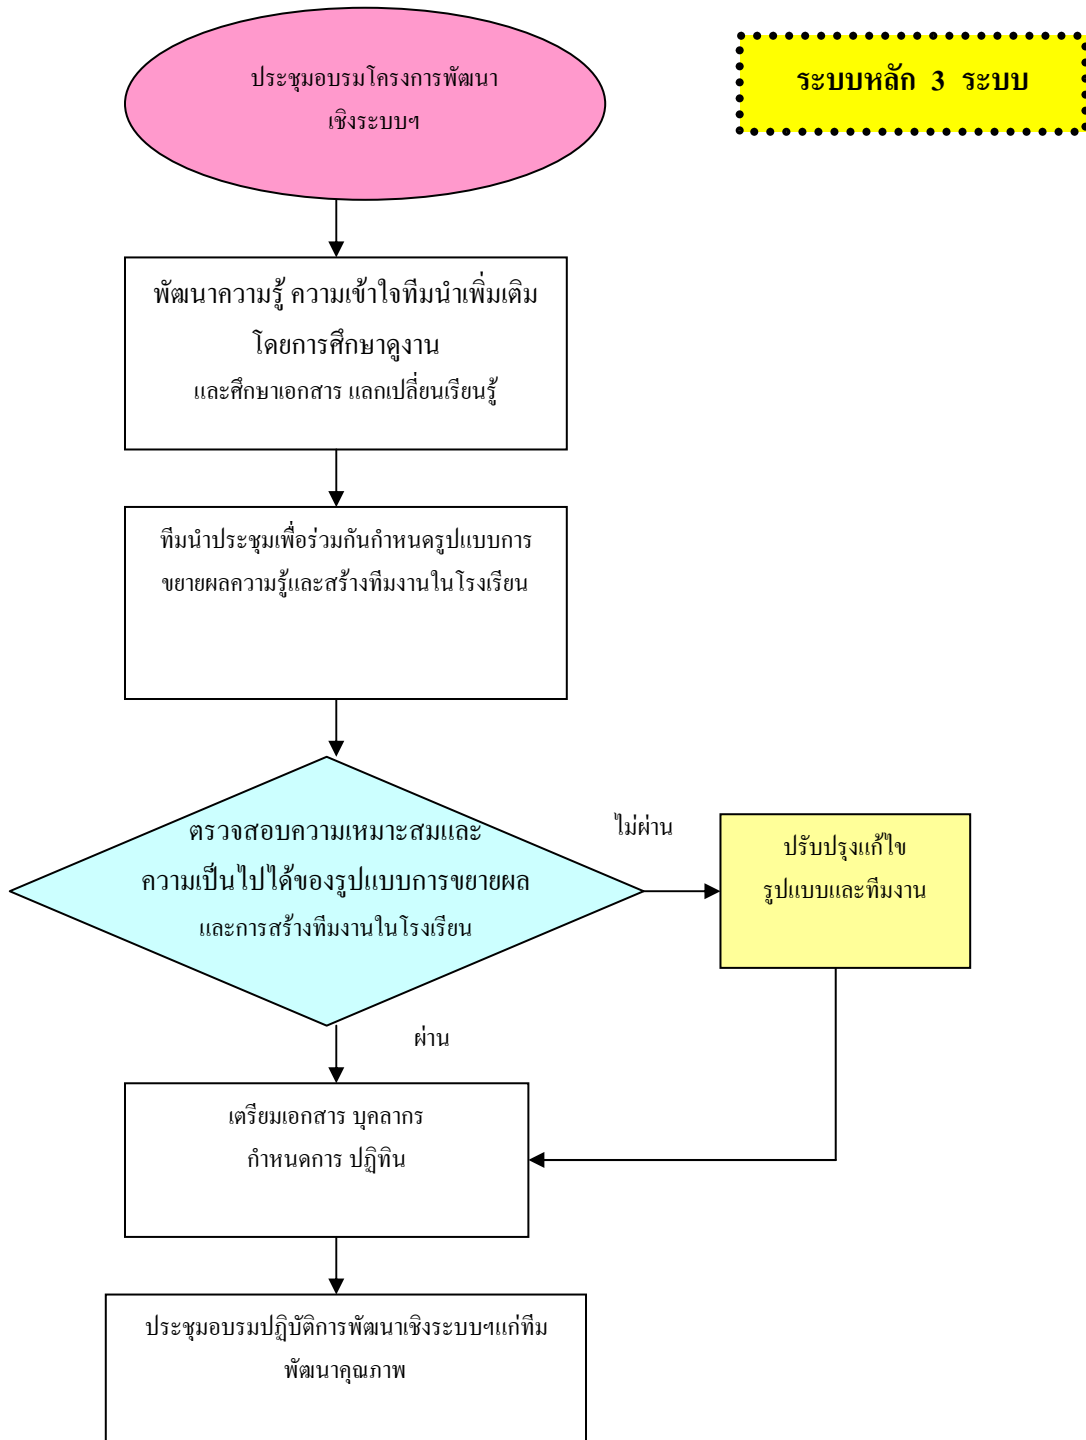 ประชุมอบรมโครงการพัฒนา
เชิงระบบฯ
ระบบหลัก 3 ระบบ
พัฒนาความรู้ ความเข้าใจทีมนำเพิ่มเติม
โดยการศึกษาดูงาน
และศึกษาเอกสาร แลกเปลี่ยนเรียนรู้
ทีมนำประชุมเพื่อร่วมกันกำหนดรูปแบบการ
ขยายผลความรู้และสร้างทีมงานในโรงเรียน
ตรวจสอบความเหมาะสมและ
ความเป็นไปได้ของรูปแบบการขยายผล
และการสร้างทีมงานในโรงเรียน
ไม่ผ่าน
ปรับปรุงแก้ไข
รูปแบบและทีมงาน
ผ่าน
เตรียมเอกสาร บุคลากร
กำหนดการ ปฏิทิน
ประชุมอบรมปฏิบัติการพัฒนาเชิงระบบฯแก่ทีม
พัฒนาคุณภาพ